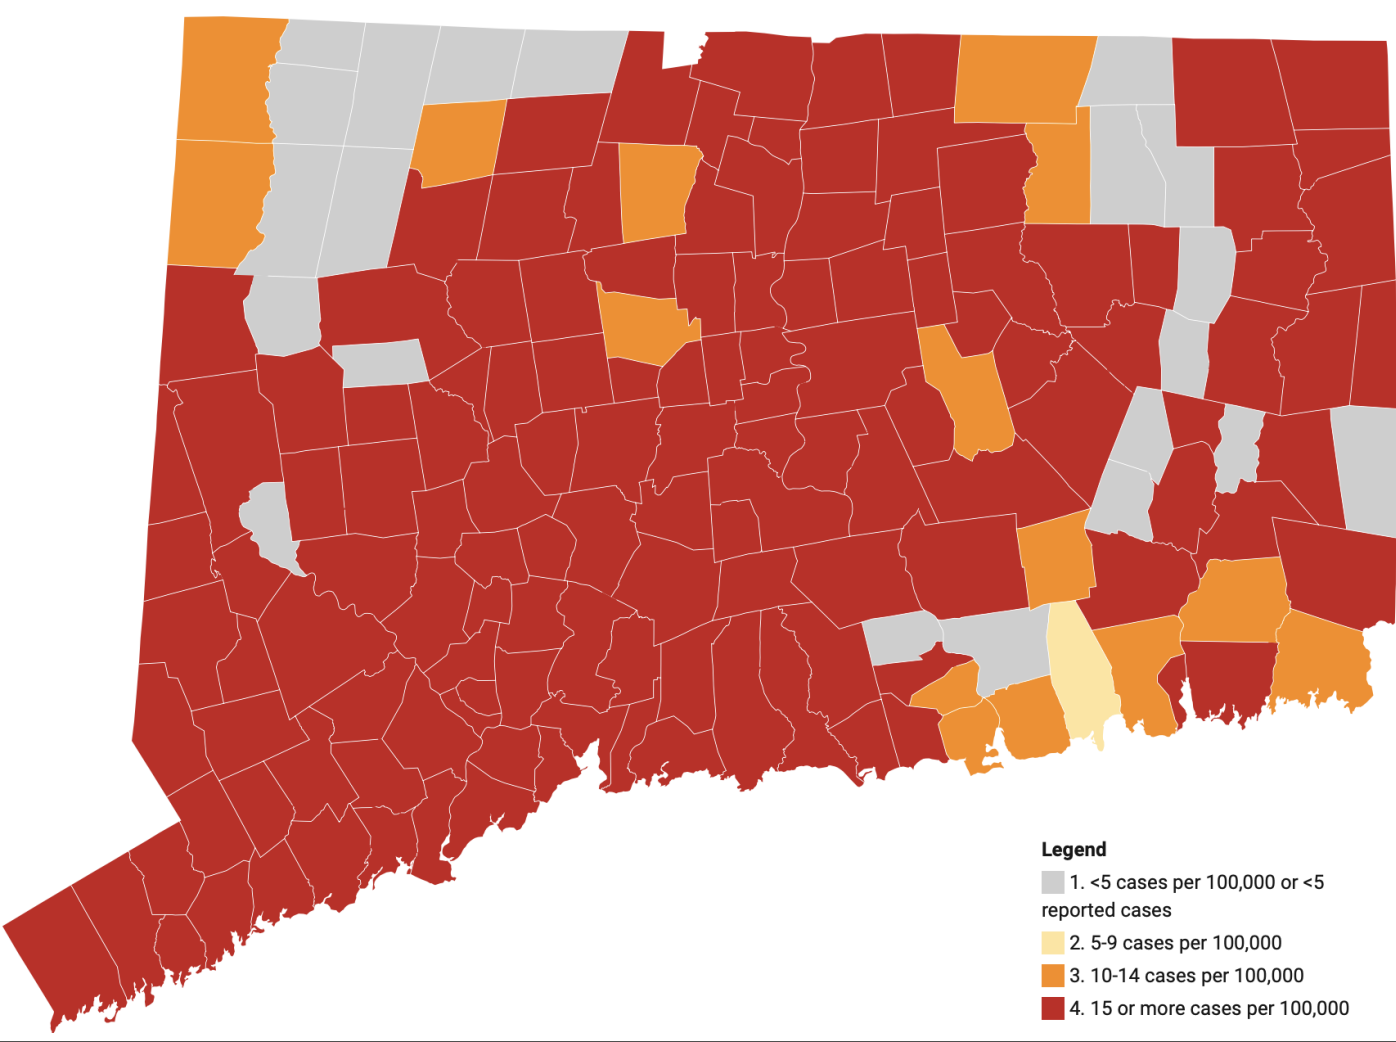 Legend
1. <5 cases per 100,000 or <5
reported cases
2. 5-9 cases per 100,000
3. 10-14 cases per 100,000
4. 15 or more cases per 100,000